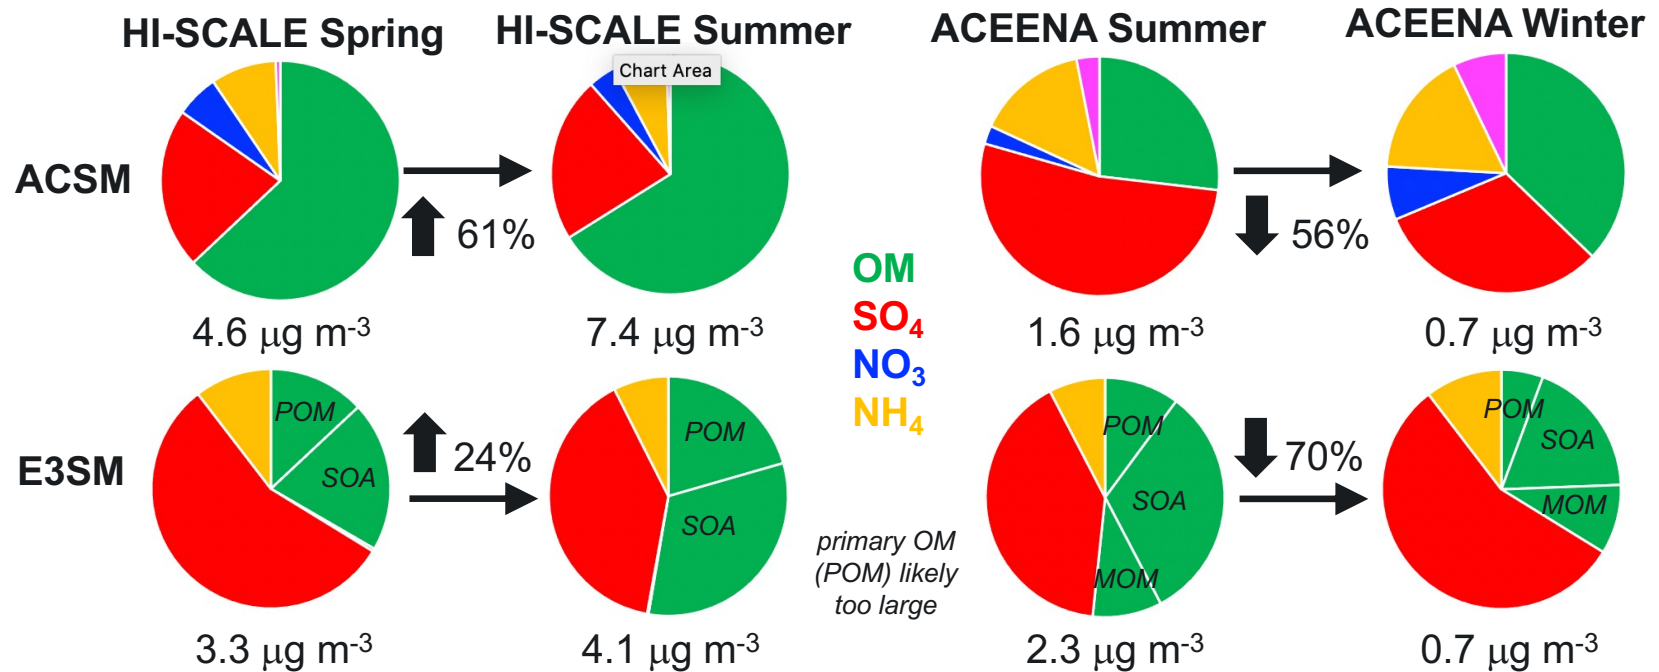 HI-SCALE Spring
HI-SCALE Summer
ACEENA Summer
ACEENA Winter
Chart Area
ACSM
61%
56%
4.6 μg m-3
7.4 μg m-3
1.6 μg m-3
0.7 μg m-3
OM
SO4
NO3
NH4
E3SM
POM
SOA
24%
POM
SOA
primary OM
(POM) likely
too large
POM
SOA
MOM
70%
POM
SOA
MOM
3.3 μg m-3
4.1 μg m-3
2.3 μg m-3
0.7 μg m-3